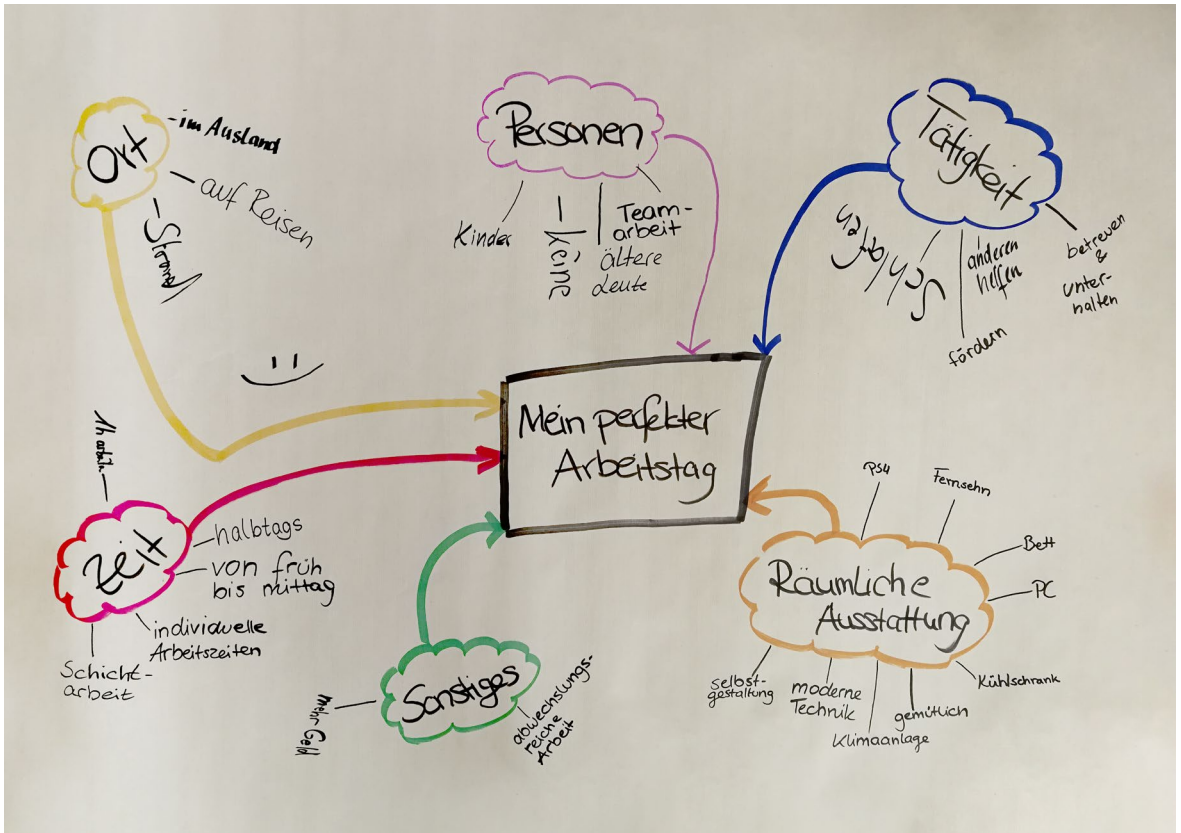 Ort
-im Ausland
auf Reisen
Strand
Personen
Kinder
keine
Team-
arbeit
ältere
Leute
Tätigkeit
Schlafen
anderen
helfen
fördern
betreuen
&
unter-
halten
Mein perfekter
Arbeitstag
Zeit
1h arbeite
halbtags
von früh
bis mittag
individuelle
Arbeitszeiten
Schicht-
arbeit
Sonstiges
mehr Geld
abwechslungs-
reiche
Arbeit
Räumliche
Ausstattung
PS4
Fernsehn
Bett
PC
Kühlschrank
gemütlich
Klimaanlage
moderne
Technik
selbst-
gestaltung